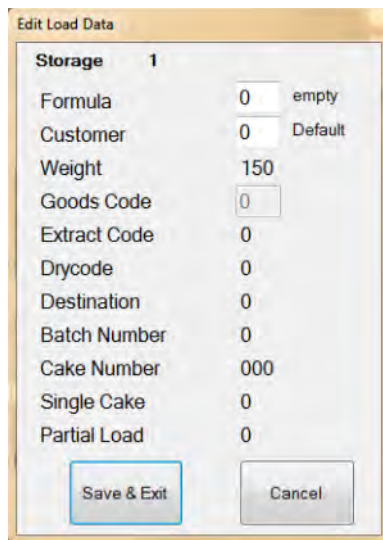 Edit Load Data
Storage 1
Formula 0 empty
Customer 0 Default
Weight 150
Goods Code 0
Extract Code 0
Drycode 0
Destination 0
Batch Number 0
Cake Number 000
Single Cake 0
Partial Load 0
Save & Exit Cancel